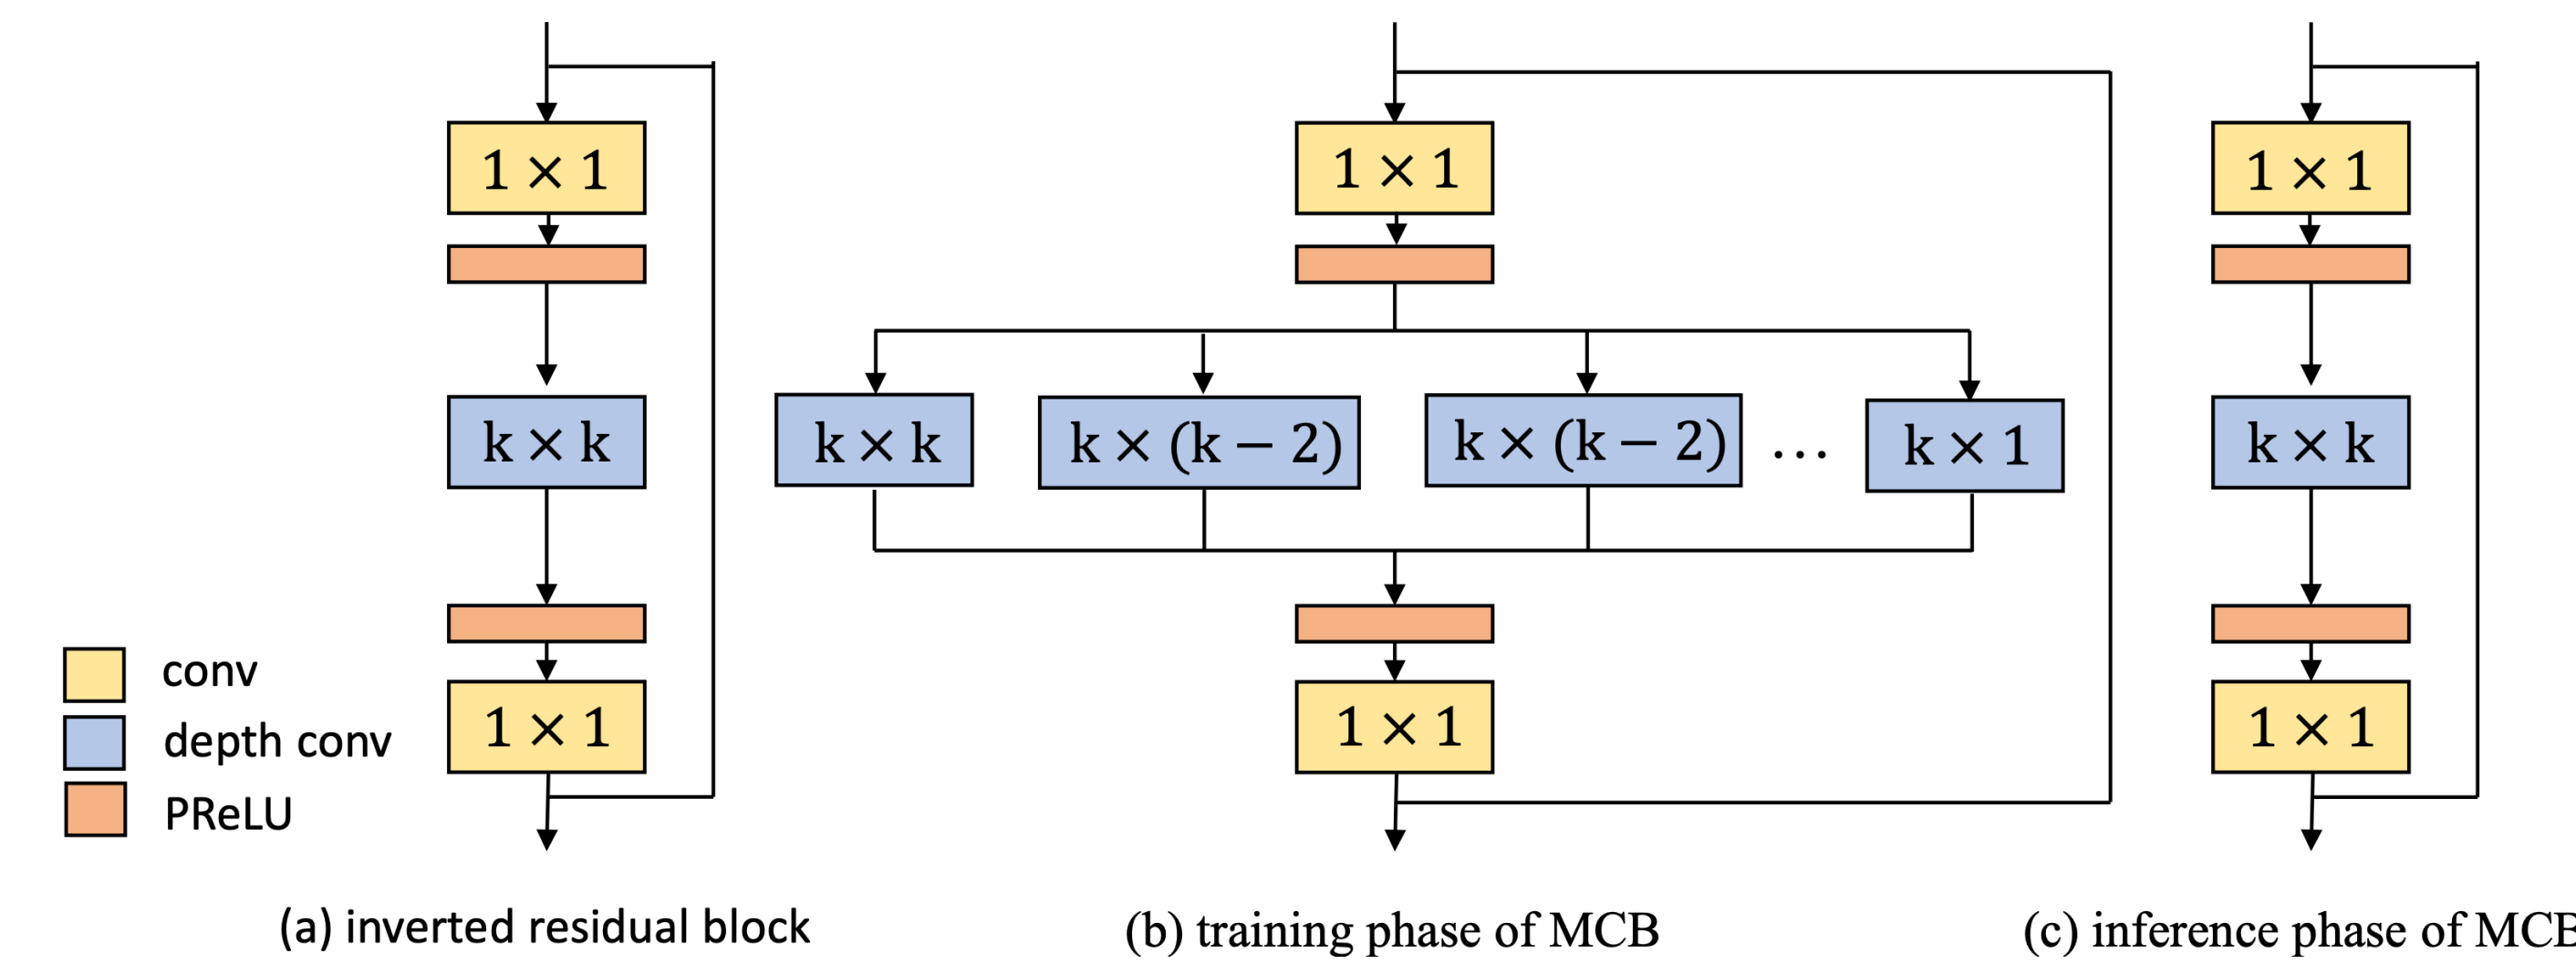 1 × 1
k × k
1 × 1
conv
depth conv
PReLU
(a) inverted residual block
1 × 1
k × k
k × (k − 2)
k × (k − 2)
...
k × 1
1 × 1
(b) training phase of MCB
1 × 1
k × k
1 × 1
(c) inference phase of MCB